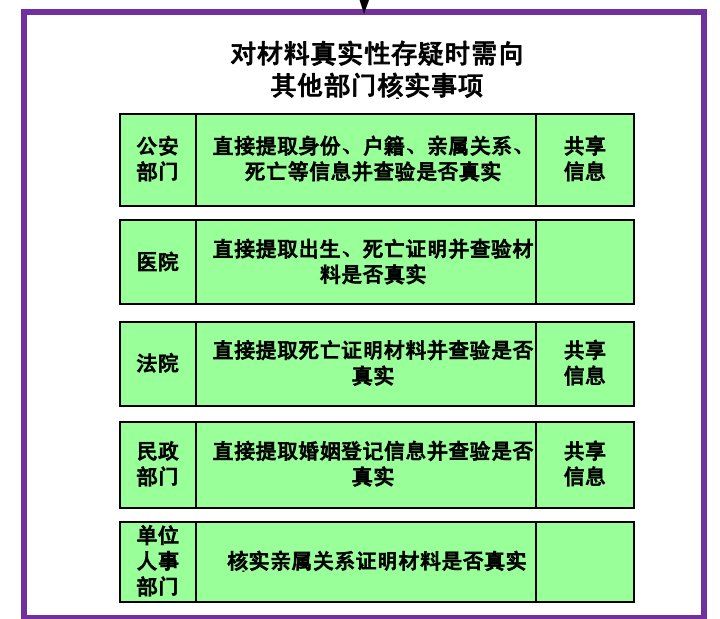 对材料真实性存疑时需向
其他部门核实事项
公安
部门
直接提取身份、户籍、亲属关系、
死亡等信息并查验是否真实
共享
信息
医院
直接提取出生、死亡证明并查验材
料是否真实
法院
直接提取死亡证明材料并查验是否
真实
共享
信息
民政
部门
直接提取婚姻登记信息并查验是否
真实
共享
信息
单位
人事
部门
核实亲属关系证明材料是否真实